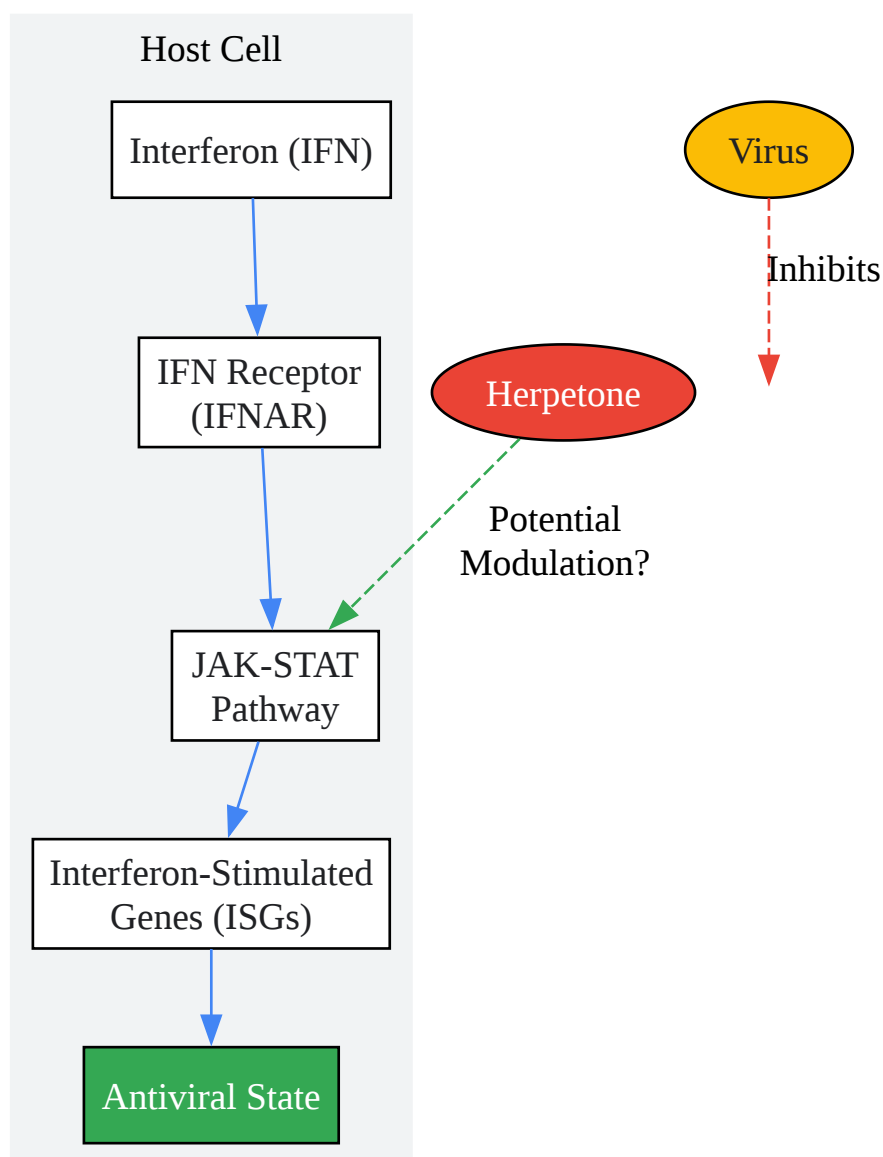 Host Cell
Interferon (IFN)
Virus
Inhibits
IFN Receptor
(IFNAR)
Herpetone
Potential
Modulation?
JAK-STAT
Pathway
Interferon-Stimulated
Genes (ISGs)
Antiviral State